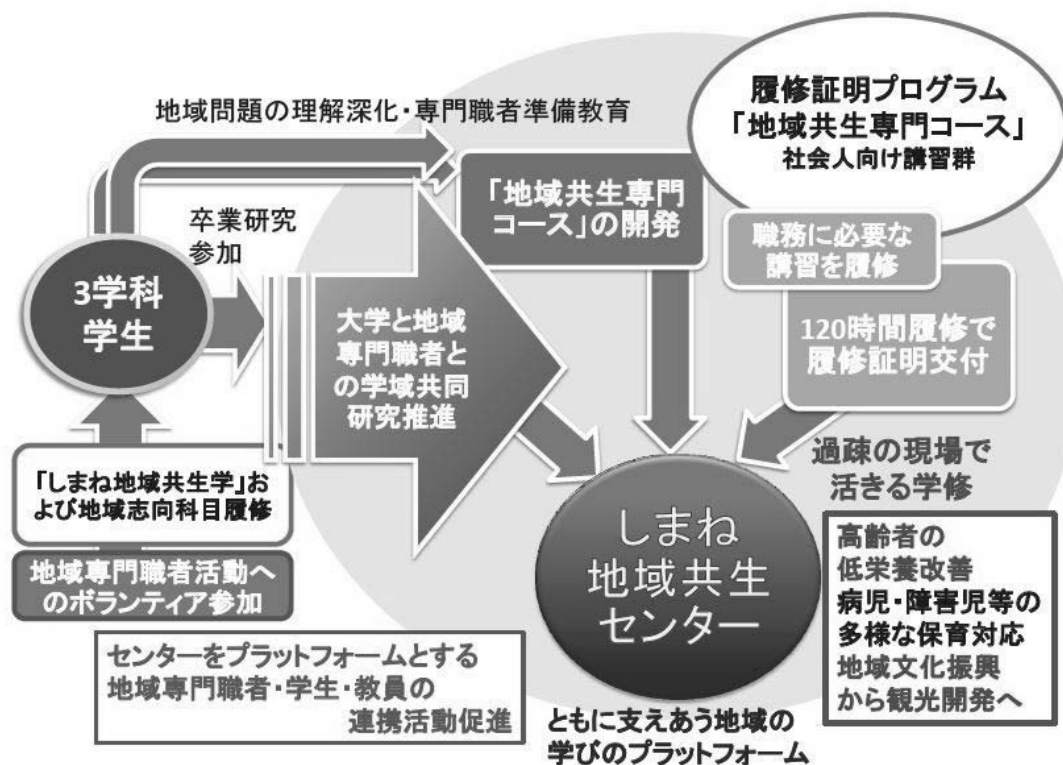 地域問題の理解深化・専門職者準備教育
履修証明プログラム
「地域共生専門コース」
社会人向け講習群
「地域共生専門
コース」の開発
職務に必要な
講習を履修
120時間履修で
履修証明交付
卒業研究
参加
3学科
学生
大学と地域
専門職者と
の学域共同
研究推進
「しまね地域共生学」お
よび地域志向科目履修
地域専門職者活動へ
のボランティア参加
しまね
地域共生
センター
過疎の現場で
活きる学修
高齢者の
低栄養改善
病児・障害児等の
多様な保育対応
地域文化振興
から観光開発へ
センターをプラットフォームとする
地域専門職者・学生・教員の
連携活動促進
ともに支えあう地域の
学びのプラットフォーム